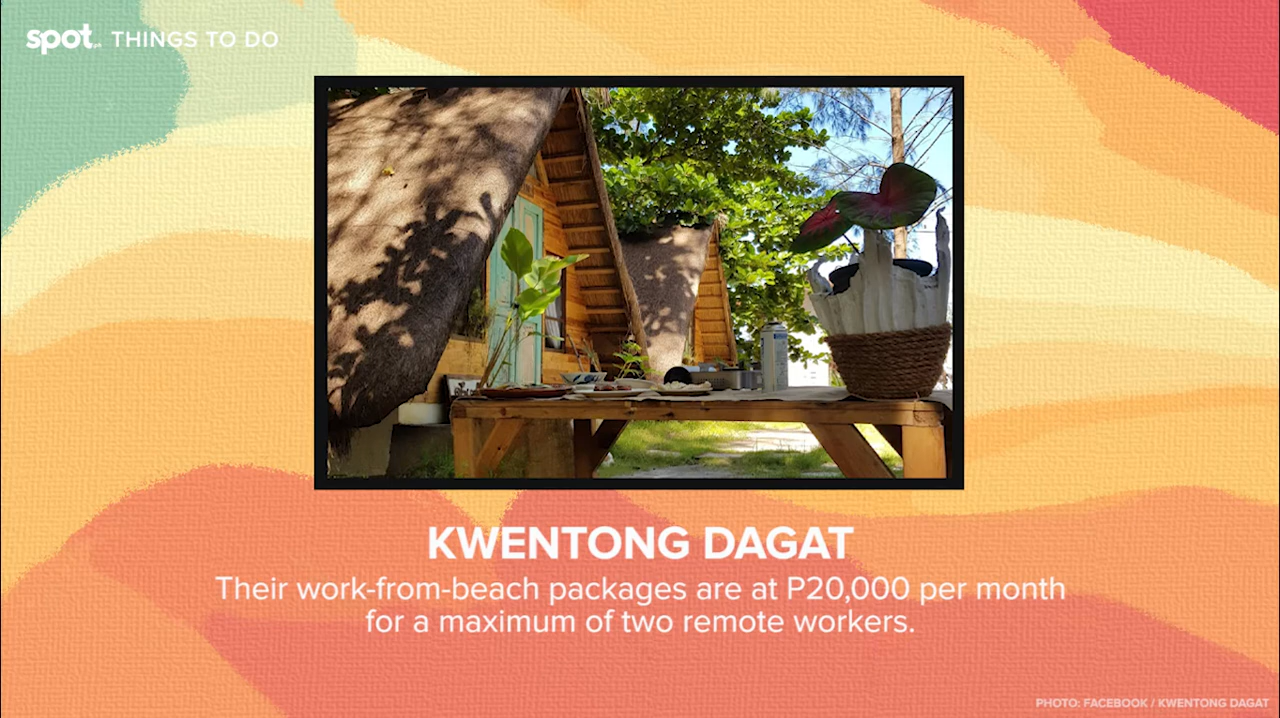 spot.ph THINGS TO DO
KWENTONG DAGAT
Their work-from-beach packages are at P20,000 per month
for a maximum of two remote workers.
PHOTO: FACEBOOK / KWENTONG DAGAT